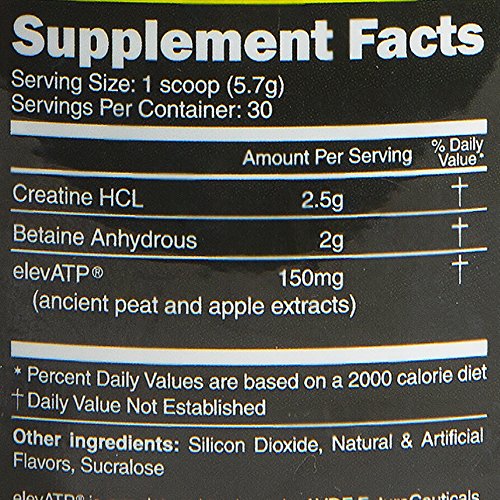 Supplement Facts
Serving Size: 1 scoop (5.7g)
Servings Per Container: 30
Amount Per Serving % Daily Value*
Creatine HCL 2.5g †
Betaine Anhydrous 2g †
elevATP® 150mg †
(ancient peat and apple extracts)
* Percent Daily Values are based on a 2000 calorie diet
† Daily Value Not Established
Other ingredients: Silicon Dioxide, Natural & Artificial
Flavors, Sucralose
elevATP®